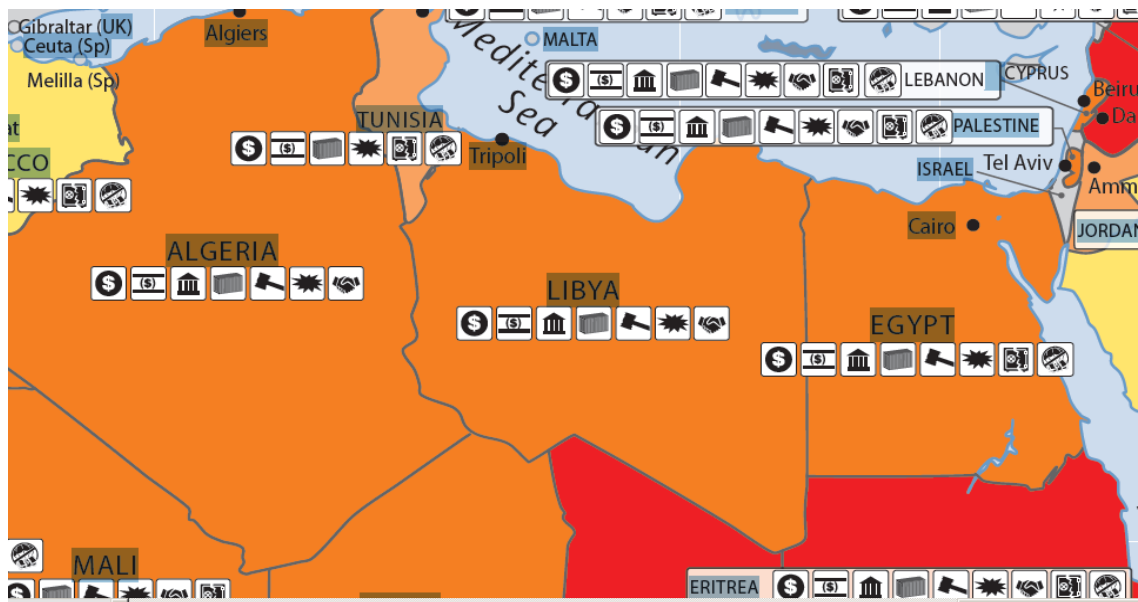 Gibraltar (UK)
Ceuta (Sp)
Melilla (Sp)
Algiers
MALTA
Mediterranean
Sea
LEBANON
CYPRUS
PALESTINE
TUNISIA
Tripoli
ISRAEL
Tel Aviv
Cairo
JORDAN
ALGERIA
LIBYA
EGYPT
MALI
ERITREA